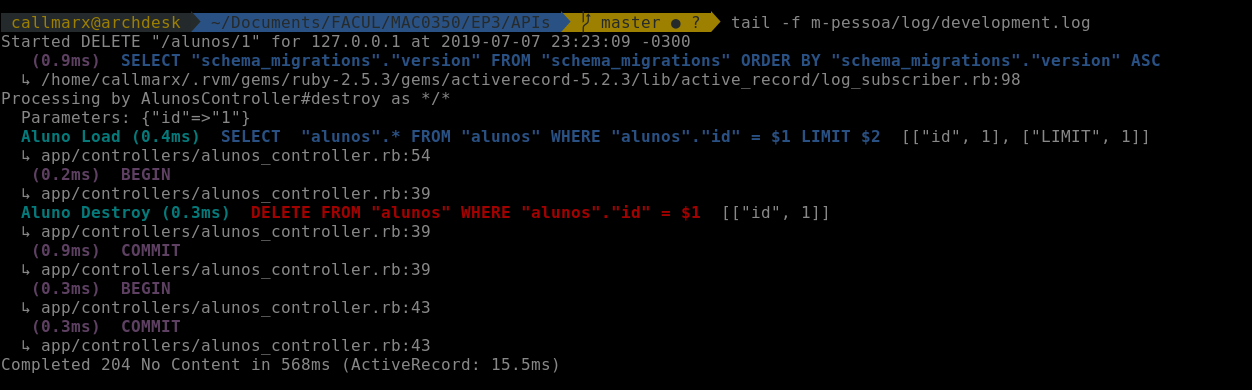 callmarx@archdesk ~/Documents/FACUL/MAC0350/EP3/APIs master ● ? tail -f m-pessoa/log/development.log
Started DELETE "/alunos/1" for 127.0.0.1 at 2019-07-07 23:23:09 -0300
(0.9ms) SELECT "schema_migrations"."version" FROM "schema_migrations" ORDER BY "schema_migrations"."version" ASC
↳ /home/callmarx/.rvm/gems/ruby-2.5.3/gems/activerecord-5.2.3/lib/active_record/log_subscriber.rb:98
Processing by AlunosController#destroy as */*
Parameters: {"id"=>"1"}
Aluno Load (0.4ms) SELECT "alunos".* FROM "alunos" WHERE "alunos"."id" = $1 LIMIT $2 [["id", 1], ["LIMIT", 1]]
↳ app/controllers/alunos_controller.rb:54
(0.2ms) BEGIN
↳ app/controllers/alunos_controller.rb:39
Aluno Destroy (0.3ms) DELETE FROM "alunos" WHERE "alunos"."id" = $1 [["id", 1]]
↳ app/controllers/alunos_controller.rb:39
(0.9ms) COMMIT
↳ app/controllers/alunos_controller.rb:39
(0.3ms) BEGIN
↳ app/controllers/alunos_controller.rb:43
(0.3ms) COMMIT
↳ app/controllers/alunos_controller.rb:43
Completed 204 No Content in 568ms (ActiveRecord: 15.5ms)